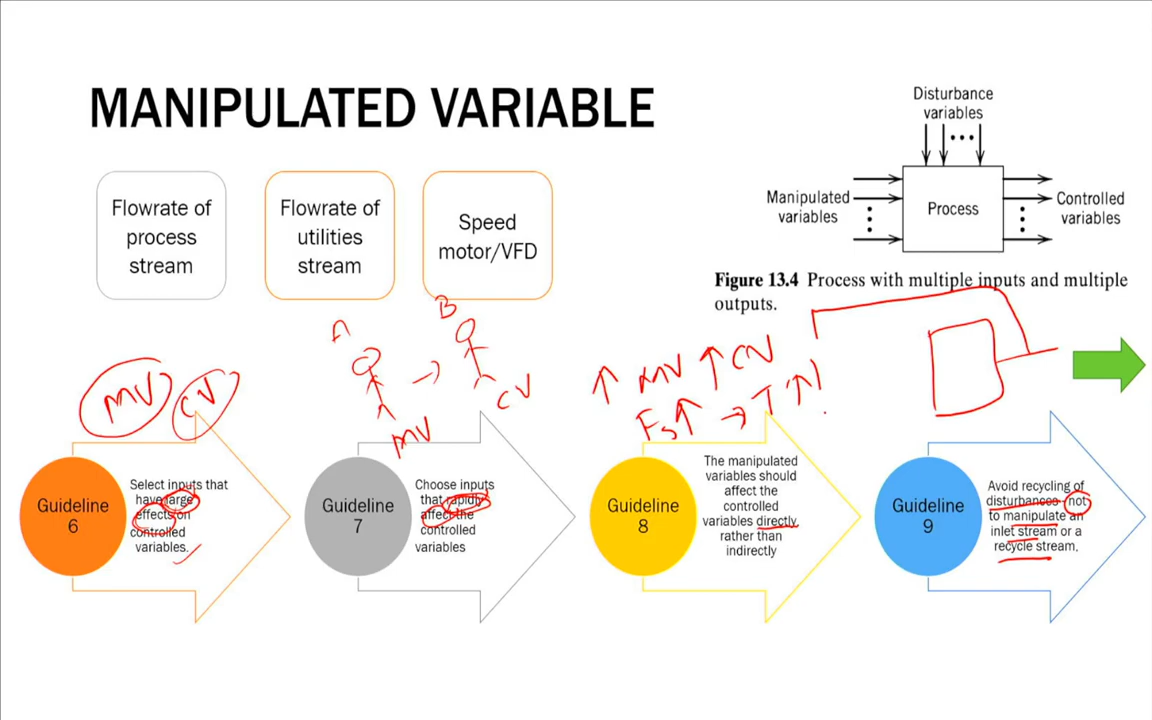 MANIPULATED VARIABLE
Flowrate of
process
stream
Flowrate of
utilities
stream
Speed
motor/VFD
Disturbance
variables
Manipulated
variables
Process
Controlled
variables
Figure 13.4 Process with multiple inputs and multiple
outputs.
MV
CV
A
B
MV
CV
↑ MV ↑ CV
Fs↑ → T ↑!
Guideline
6
Select inputs that
have large
effects on
controlled
variables.
Guideline
7
Choose inputs
that rapidly
affect the
controlled
variables
Guideline
8
The manipulated
variables should
affect the
controlled
variables directly
rather than
indirectly
Guideline
9
Avoid recycling of
disturbances not
to manipulate an
inlet stream or a
recycle stream.